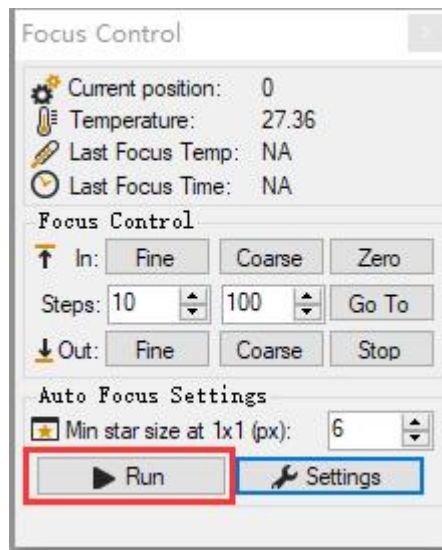 Focus Control
Current position: 0
Temperature: 27.36
Last Focus Temp: NA
Last Focus Time: NA
Focus Control
In: Fine Coarse Zero
Steps: 10 100 Go To
Out: Fine Coarse Stop
Auto Focus Settings
Min star size at 1x1 (px): 6
Run Settings